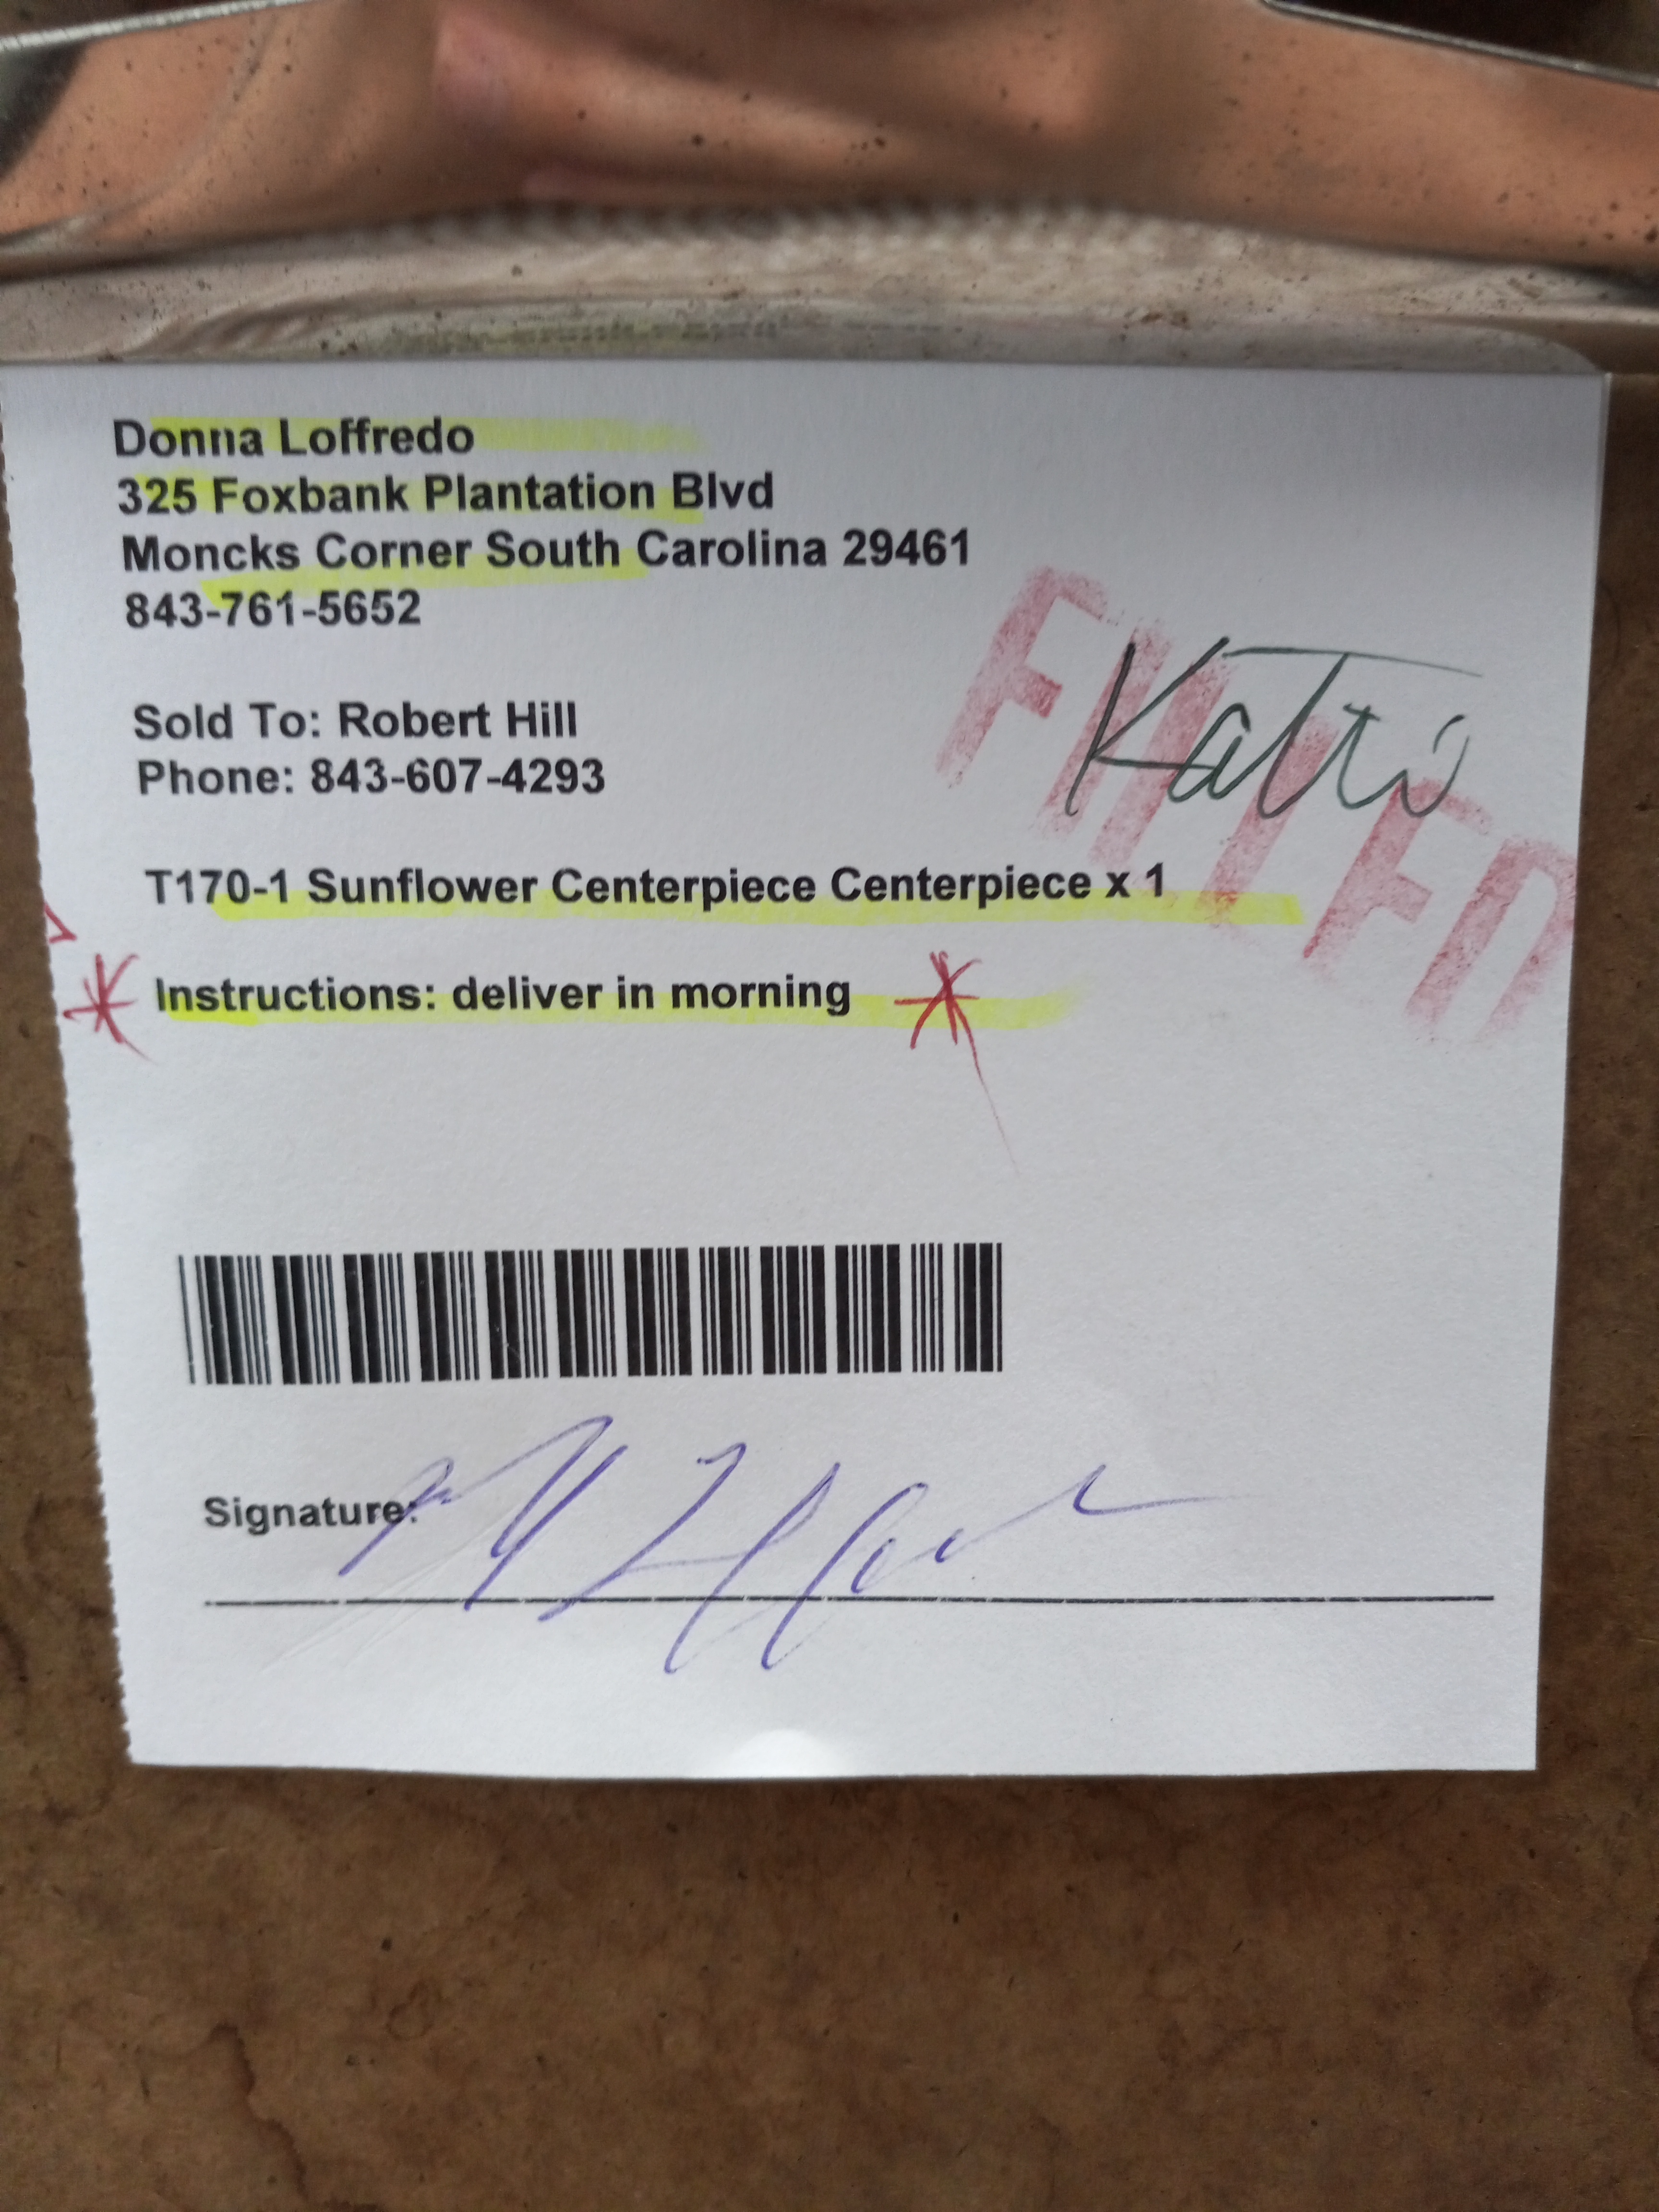 Donna Loffredo
325 Foxbank Plantation Blvd
Moncks Corner South Carolina 29461
843-761-5652
Sold To: Robert Hill
Phone: 843-607-4293
FILLED
T170-1 Sunflower Centerpiece Centerpiece x 1
* Instructions: deliver in morning *
Signature: